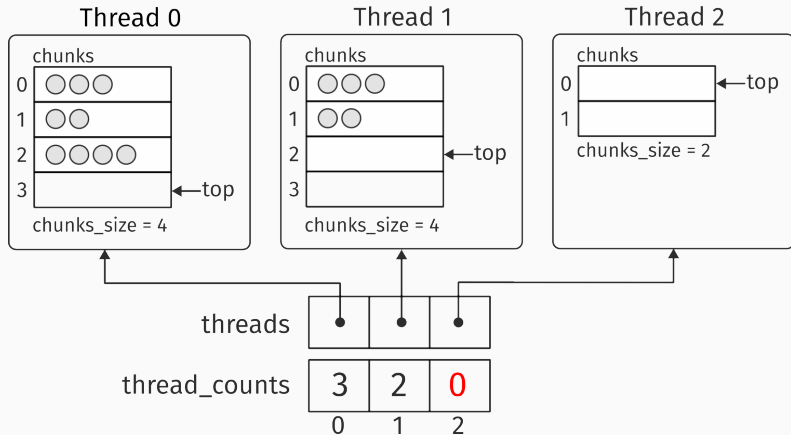 Thread 0 Thread 1 Thread 2
chunks chunks chunks
0 0 0 top
1 1 1
2 2 top chunks_size = 2
3 top 3
chunks_size = 4 chunks_size = 4
threads
thread_counts 3 2 0
0 1 2